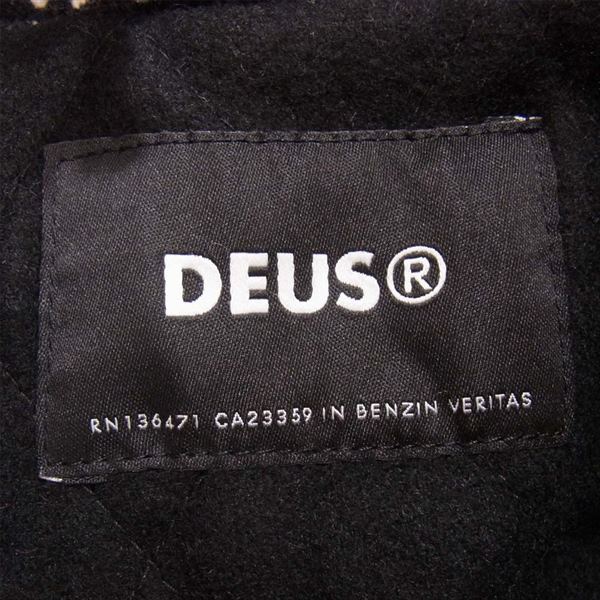 DEUS®
RN136471 CA23359 IN BENZIN VERITAS